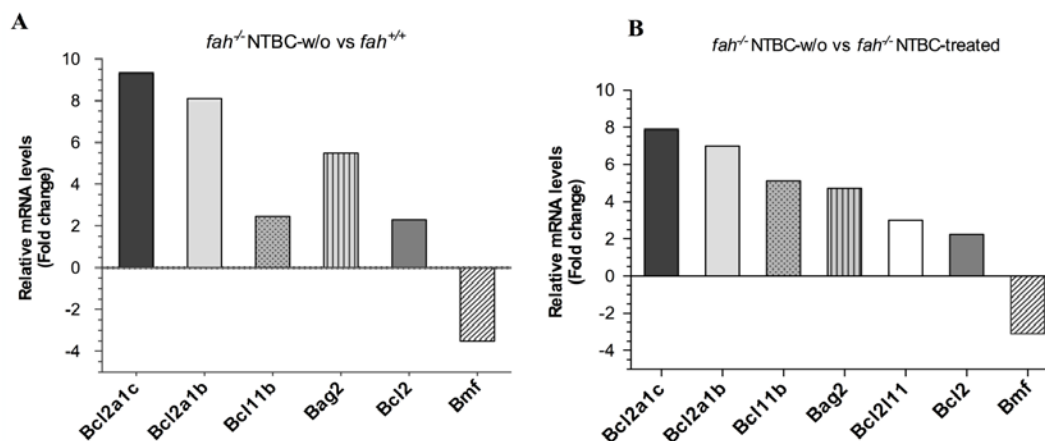 A
fah-/- NTBC-w/o vs fah+/+
Relative mRNA levels
(Fold change)
10
8
6
4
2
0
-2
-4
Bcl2a1c
Bcl2a1b
Bcl11b
Bag2
Bcl2
Bmf
B
fah-/- NTBC-w/o vs fah-/- NTBC-treated
Relative mRNA levels
(Fold change)
10
8
6
4
2
0
-2
-4
Bcl2a1c
Bcl2a1b
Bcl11b
Bag2
Bcl2l11
Bcl2
Bmf